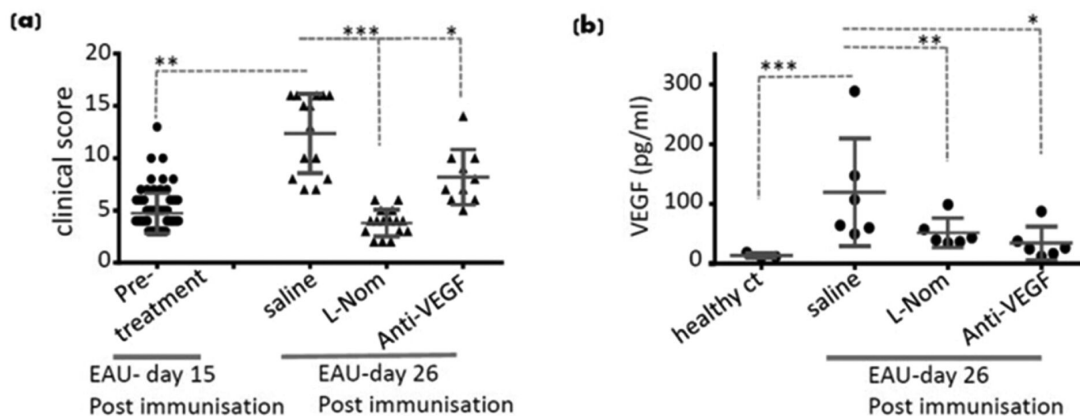 (a)
** *** *
20
15
10
5
0
clinical score
Pre-
treatment
saline
L-Nom
Anti-VEGF
EAU- day 15
Post immunisation
EAU-day 26
Post immunisation
(b)
*** ** *
300
200
100
0
VEGF (pg/ml)
healthy ct
saline
L-Nom
Anti-VEGF
EAU-day 26
Post immunisation